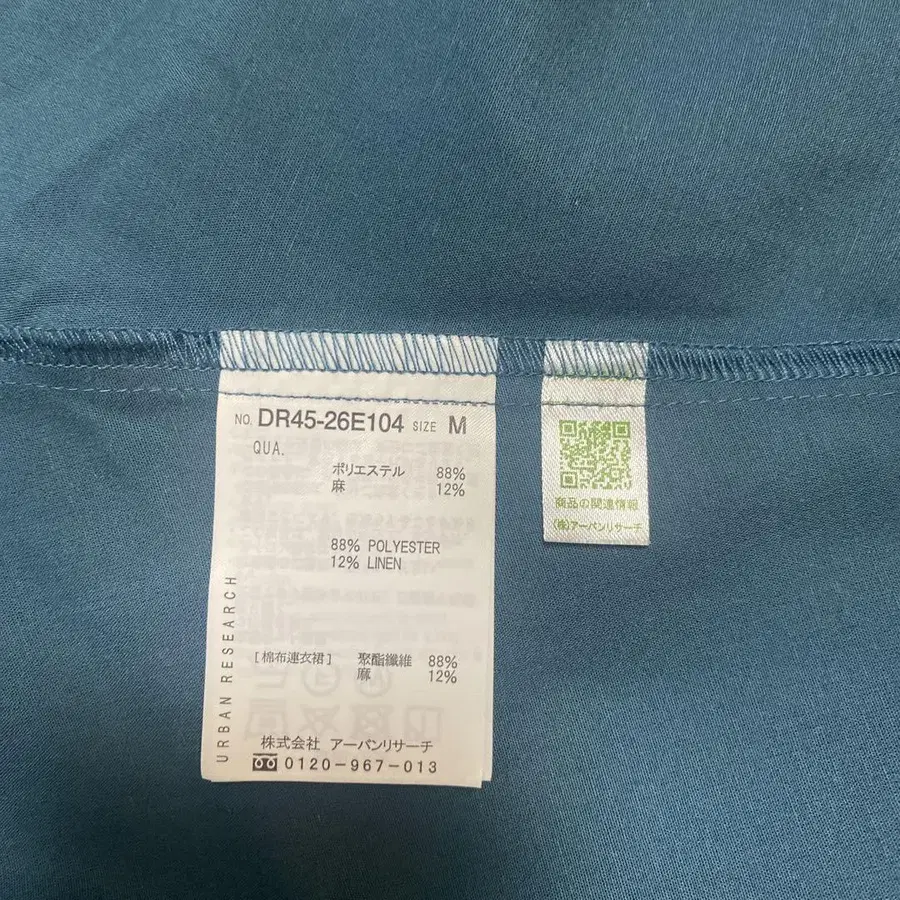 NO. DR45-26E104 SIZE M
QUA.
ポリエステル 88%
麻 12%
88% POLYESTER
12% LINEN
[棉布連衣裙] 聚酯纖維 88%
麻 12%
URBAN RESEARCH
株式会社 アーバンリサーチ
0120-967-013
商品の関連情報
(株)アーバンリサーチ